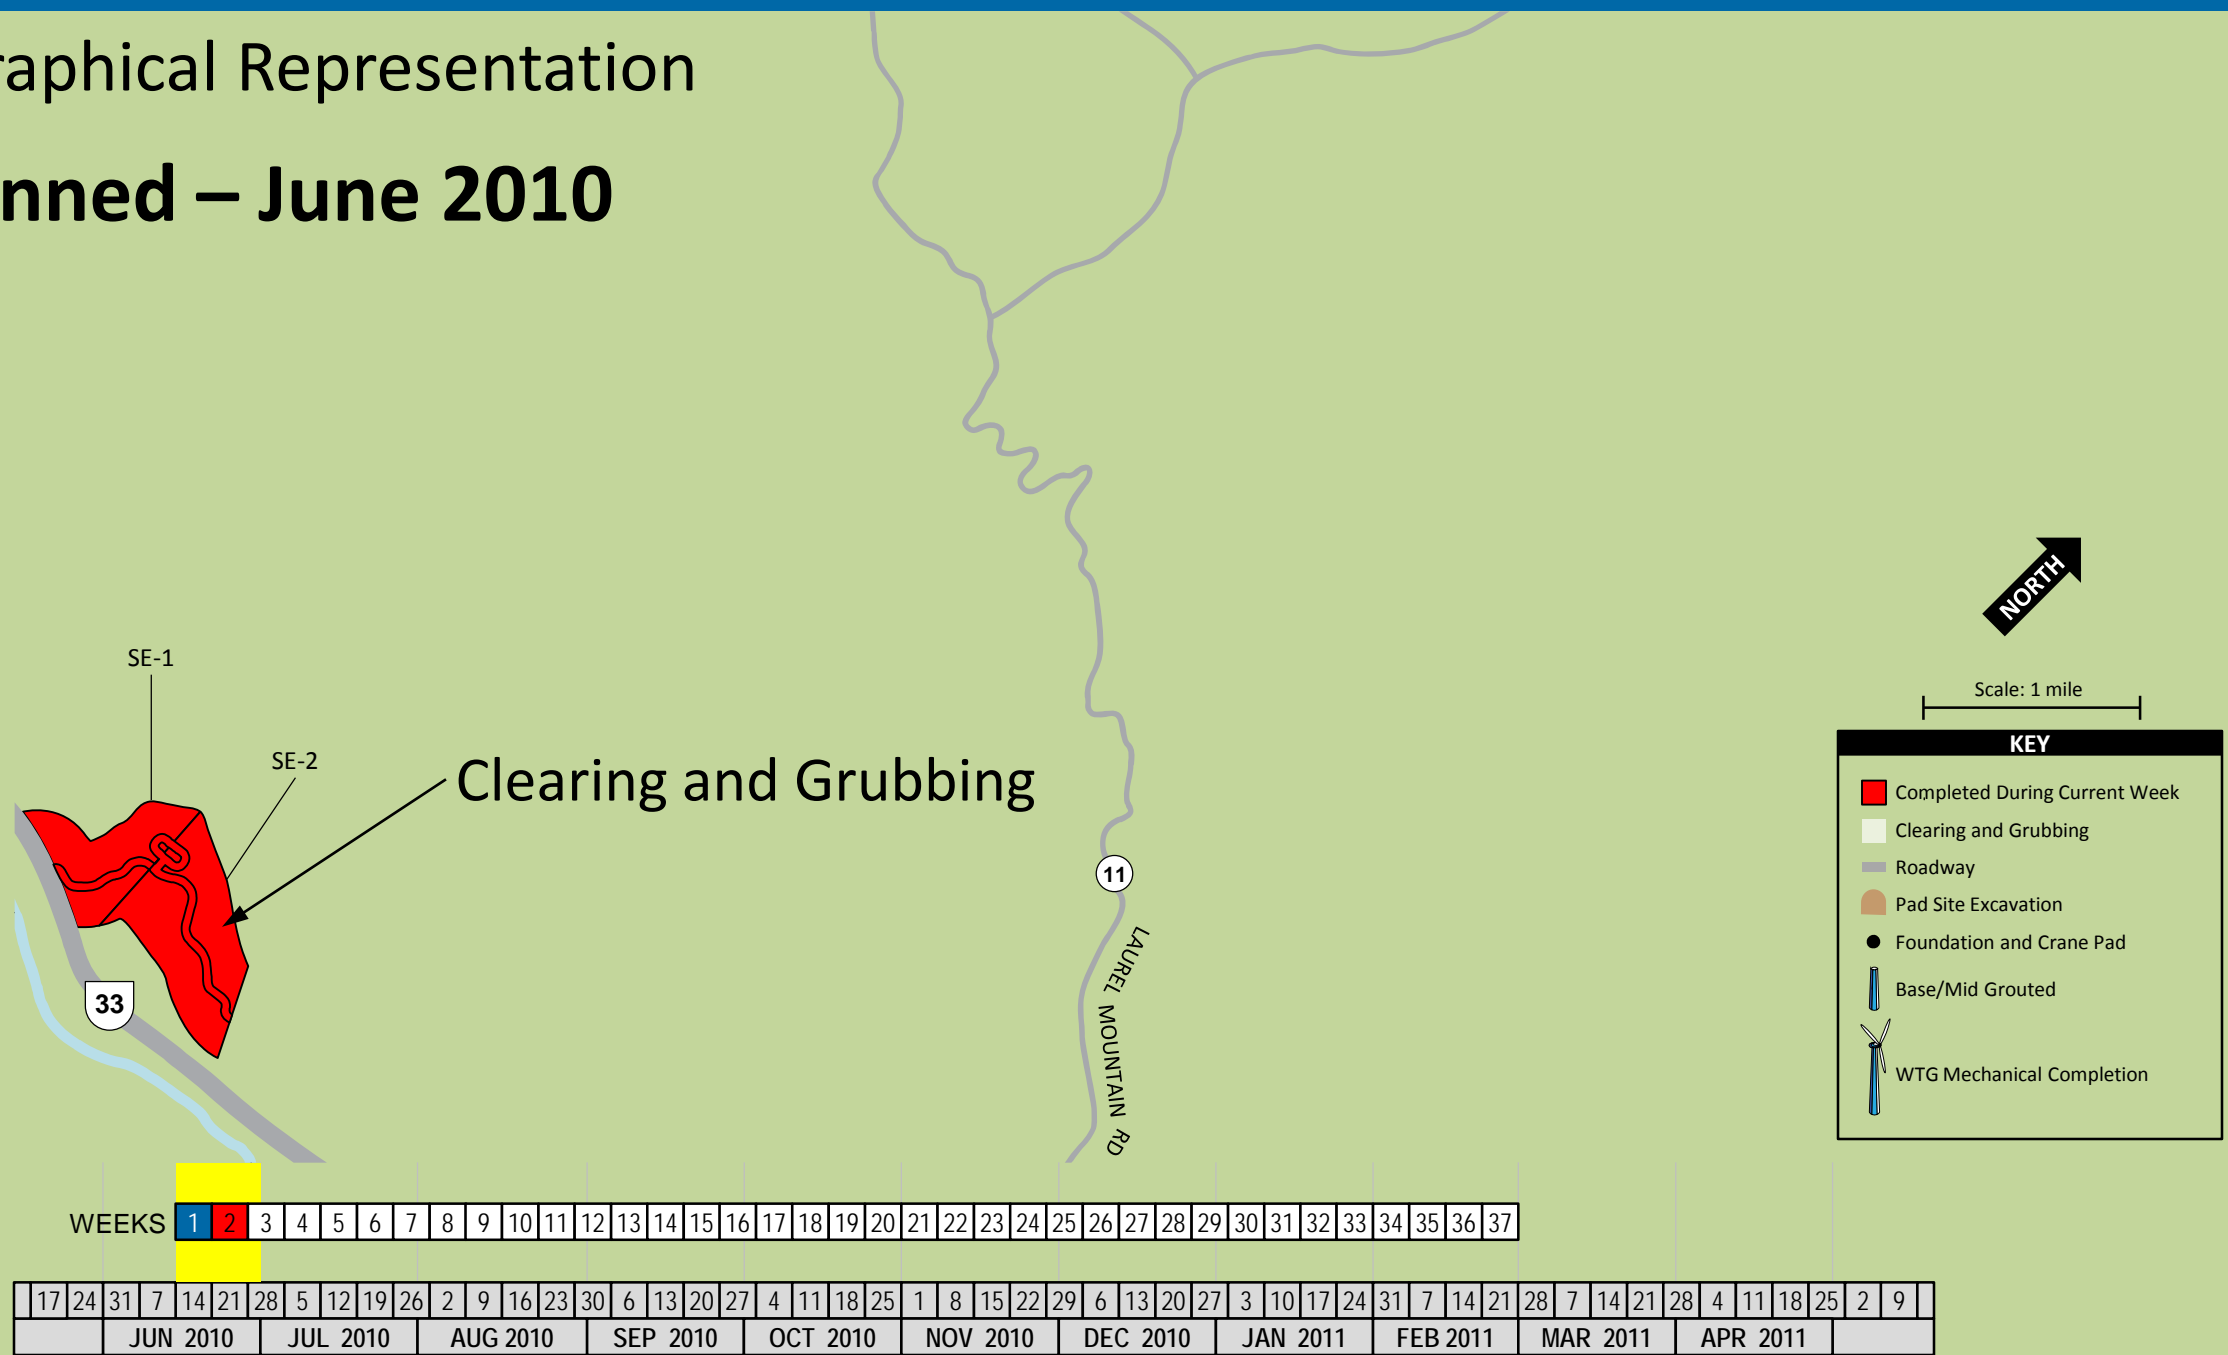 raphical Representation
nned – June 2010
NORTH
Scale: 1 mile
SE-1
SE-2
Clearing and Grubbing
KEY
Completed During Current Week
Clearing and Grubbing
Roadway
Pad Site Excavation
Foundation and Crane Pad
Base/Mid Grouted
WTG Mechanical Completion
11
LAUREL MOUNTAIN RD
33
WEEKS 1 2 3 4 5 6 7 8 9 10 11 12 13 14 15 16 17 18 19 20 21 22 23 24 25 26 27 28 29 30 31 32 33 34 35 36 37
17 24 31 7 14 21 28 5 12 19 26 2 9 16 23 30 6 13 20 27 4 11 18 25 1 8 15 22 29 6 13 20 27 3 10 17 24 31 7 14 21 28 7 14 21 28 4 11 18 25 2 9
JUN 2010 JUL 2010 AUG 2010 SEP 2010 OCT 2010 NOV 2010 DEC 2010 JAN 2011 FEB 2011 MAR 2011 APR 2011